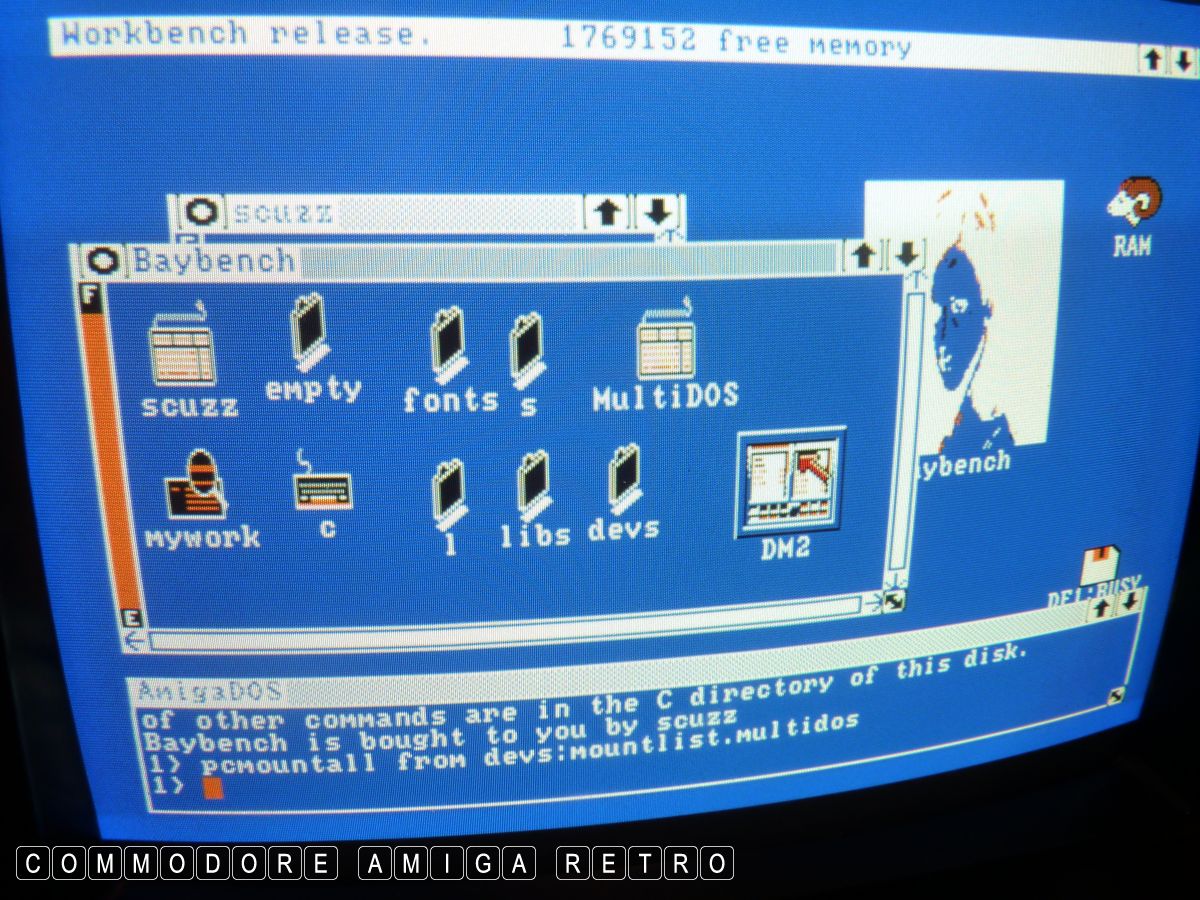 Workbench release. 1769152 free memory
scuzz
Baybench
RAM
F
scuzz empty fonts s MultiDOS
ybench
mywork c l libs devs DM2
E
DF1:BUSY
AmigaDOS
of other commands are in the C directory of this disk.
Baybench is bought to you by scuzz
1> pcmountall from devs:mountlist.multidos
1>
COMMODORE AMIGA RETRO